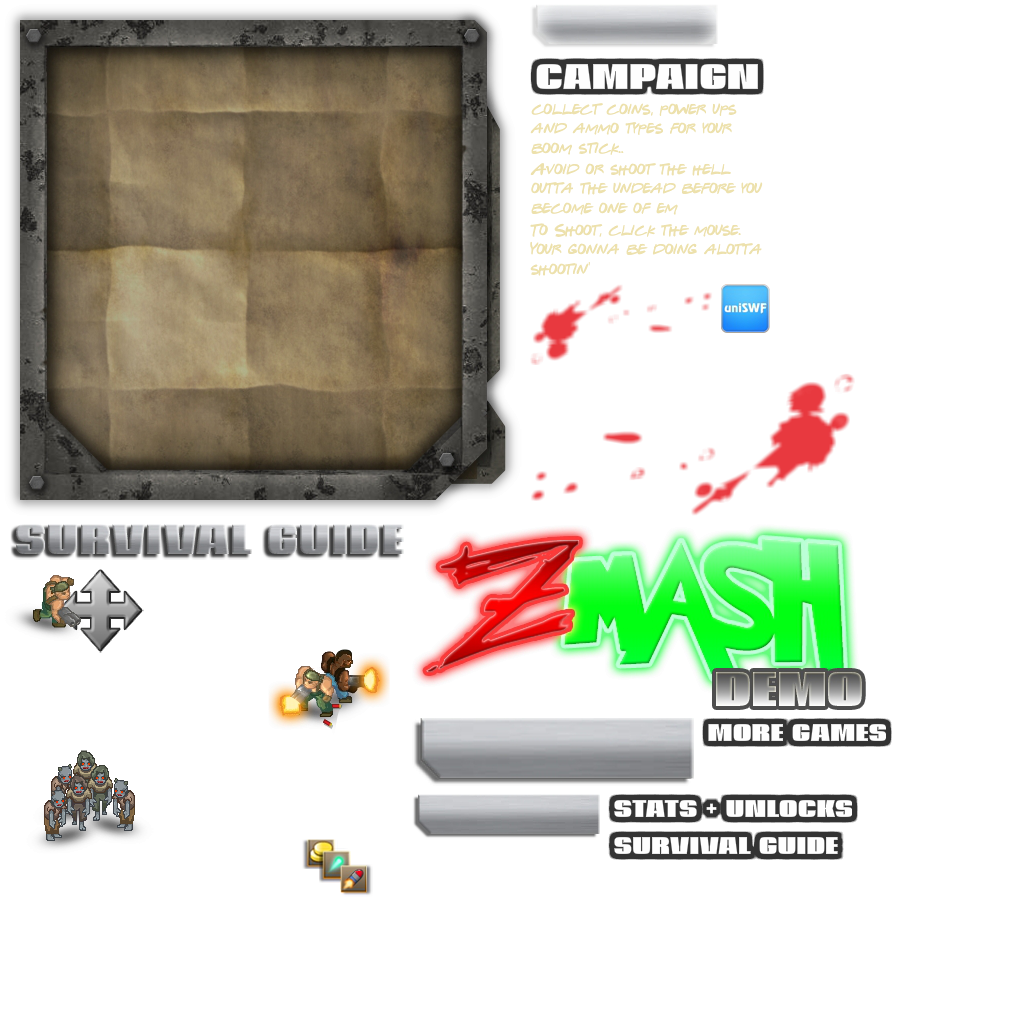 CAMPAIGN
COLLECT COINS, POWER UPS
AND AMMO TYPES FOR YOUR
BOOM STICK.
AVOID OR SHOOT THE HELL
OUTTA THE UNDEAD BEFORE YOU
BECOME ONE OF EM
TO SHOOT, CLICK THE MOUSE.
YOUR GONNA BE DOING ALOTTA
SHOOTIN'
uniSWF
SURVIVAL GUIDE
ZMASH
DEMO
MORE GAMES
STATS + UNLOCKS
SURVIVAL GUIDE